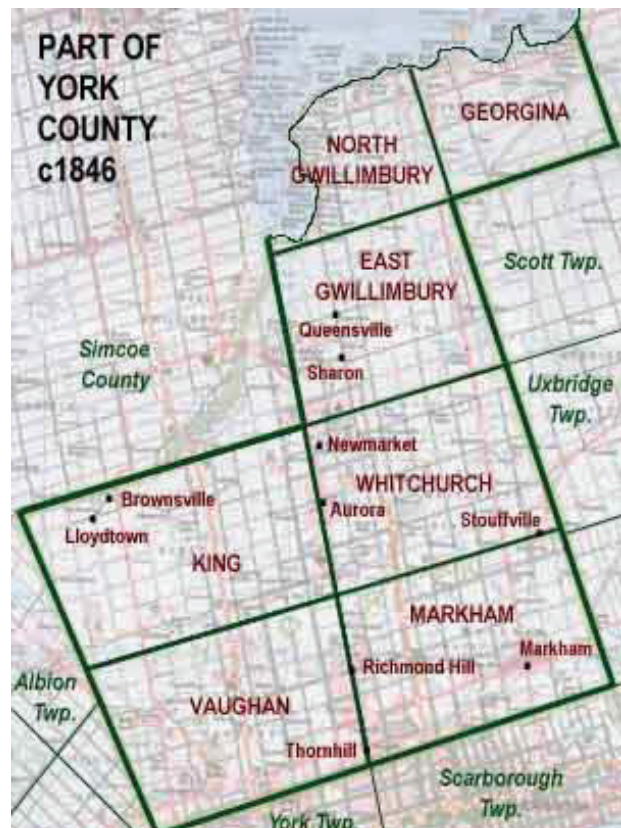 PART OF
YORK
COUNTY
c1846
GEORGINA
NORTH
GWILLIMBURY
EAST
GWILLIMBURY
Scott Twp.
Queensville
Simcoe
County
Sharon
Uxbridge
Twp.
Newmarket
WHITCHURCH
Brownsville
Aurora
Lloydtown
Stouffville
KING
MARKHAM
Markham
Richmond Hill
Albion
Twp.
VAUGHAN
Thornhill
Scarborough
Twp.
York Twp.